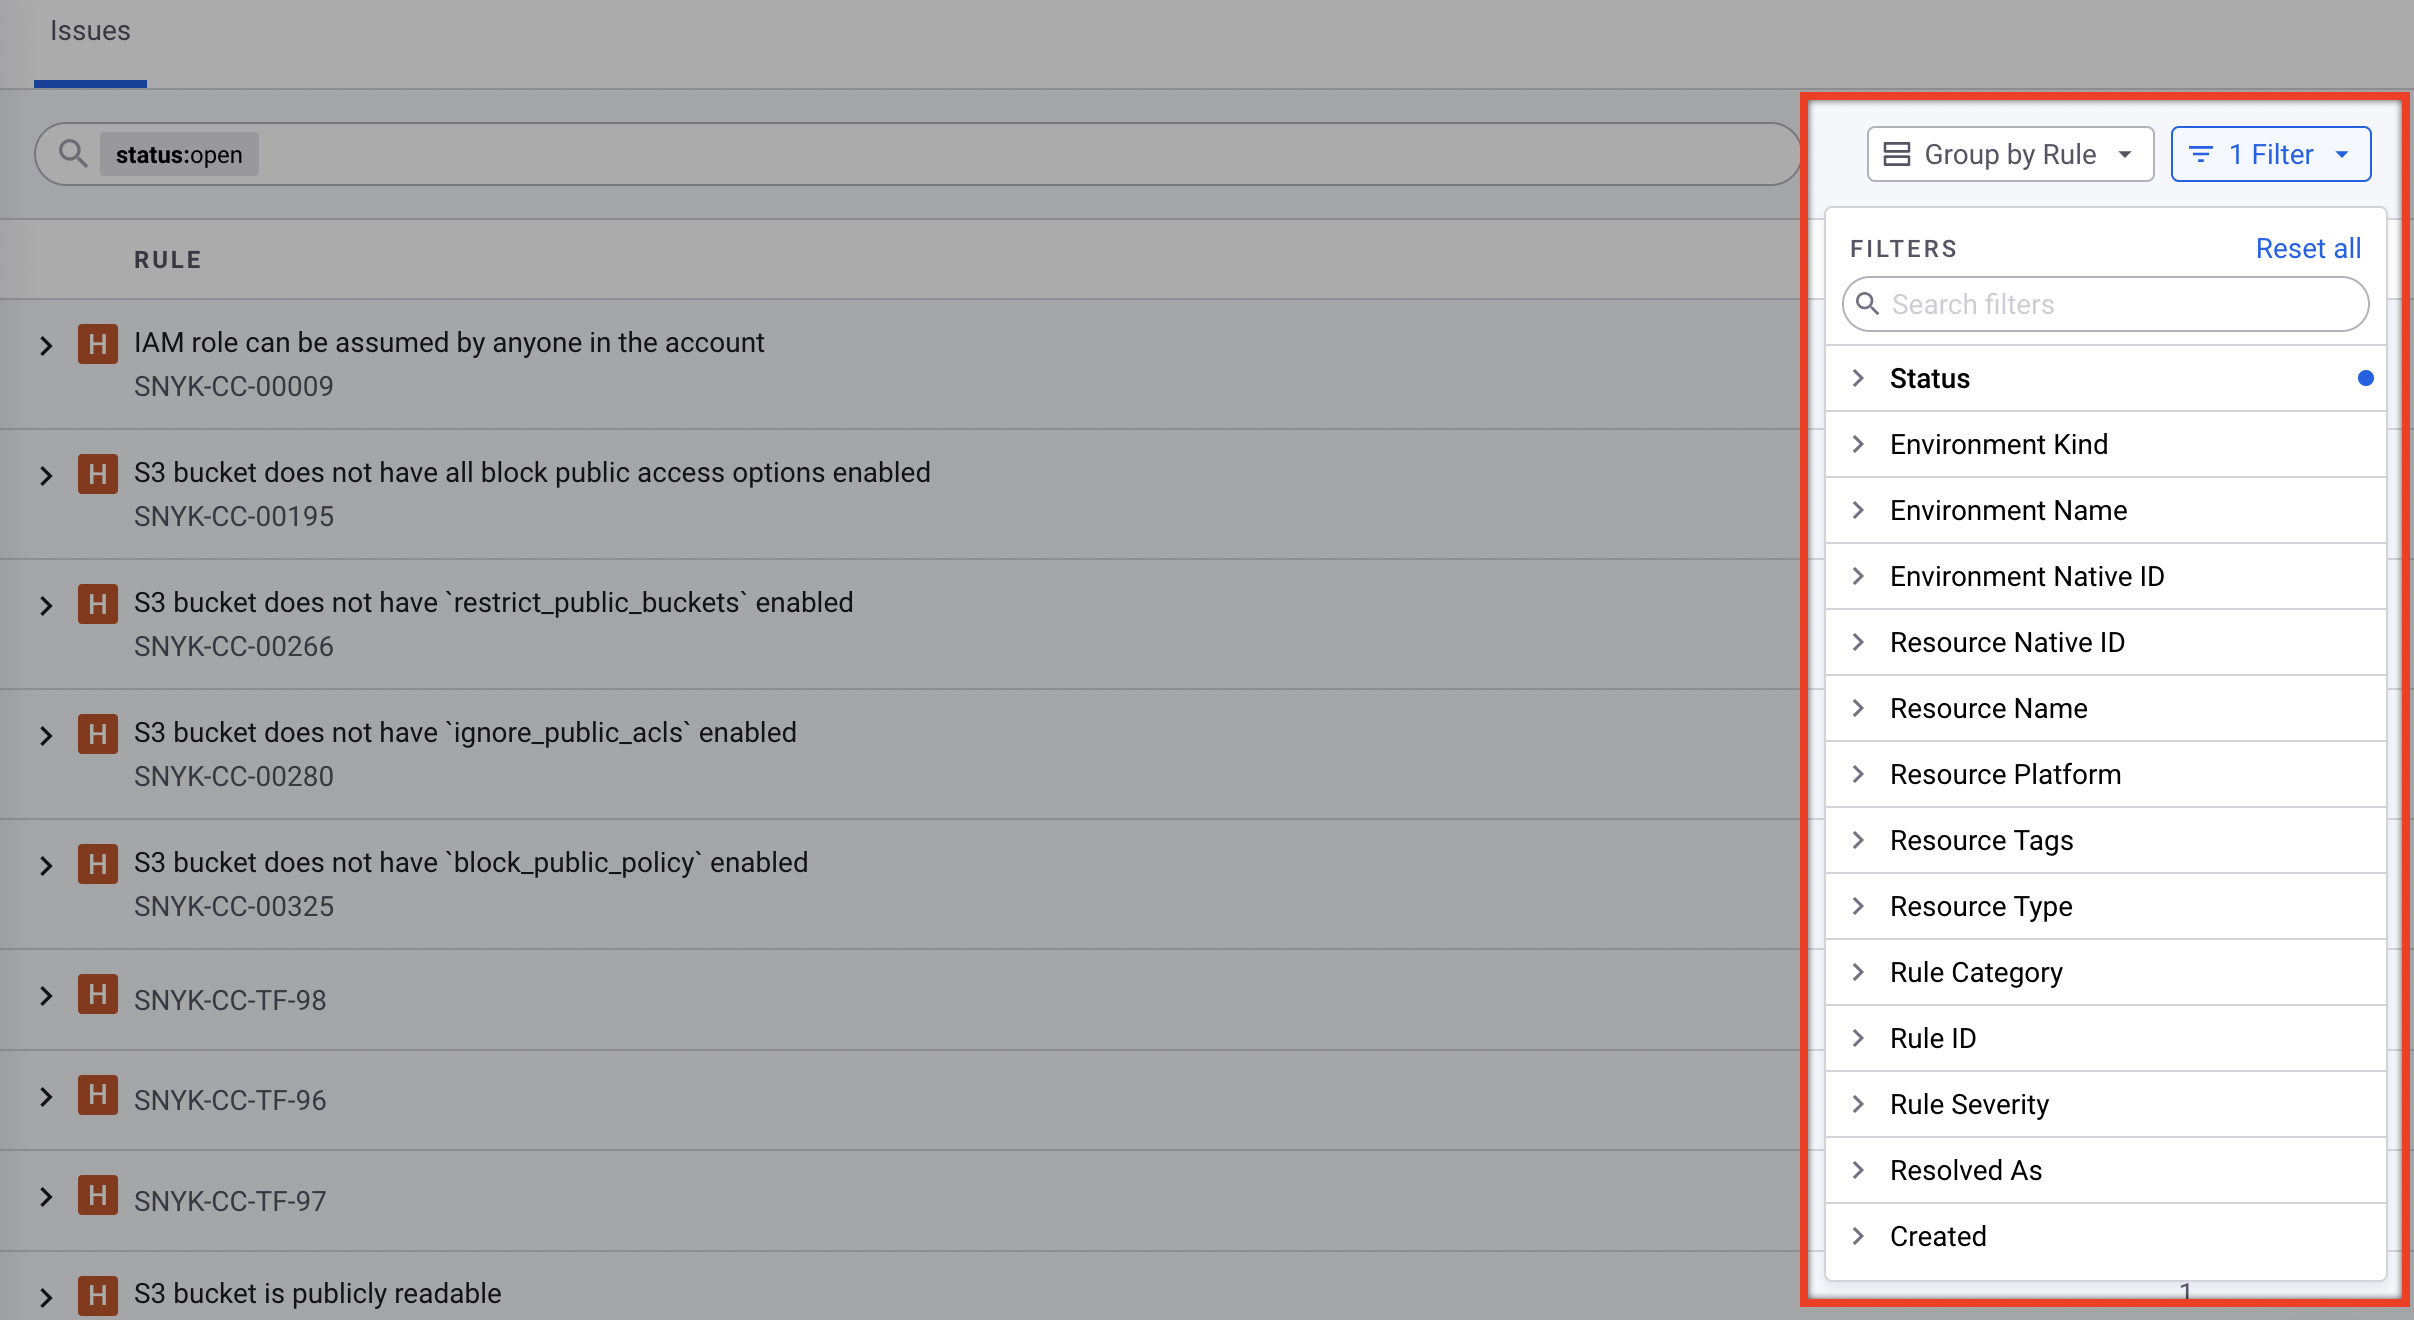 Issues
status:open
Group by Rule
1 Filter
RULE
H IAM role can be assumed by anyone in the account
SNYK-CC-00009
H S3 bucket does not have all block public access options enabled
SNYK-CC-00195
H S3 bucket does not have `restrict_public_buckets` enabled
SNYK-CC-00266
H S3 bucket does not have `ignore_public_acls` enabled
SNYK-CC-00280
H S3 bucket does not have `block_public_policy` enabled
SNYK-CC-00325
H SNYK-CC-TF-98
H SNYK-CC-TF-96
H SNYK-CC-TF-97
H S3 bucket is publicly readable
FILTERS
Reset all
Search filters
Status
Environment Kind
Environment Name
Environment Native ID
Resource Native ID
Resource Name
Resource Platform
Resource Tags
Resource Type
Rule Category
Rule ID
Rule Severity
Resolved As
Created
1